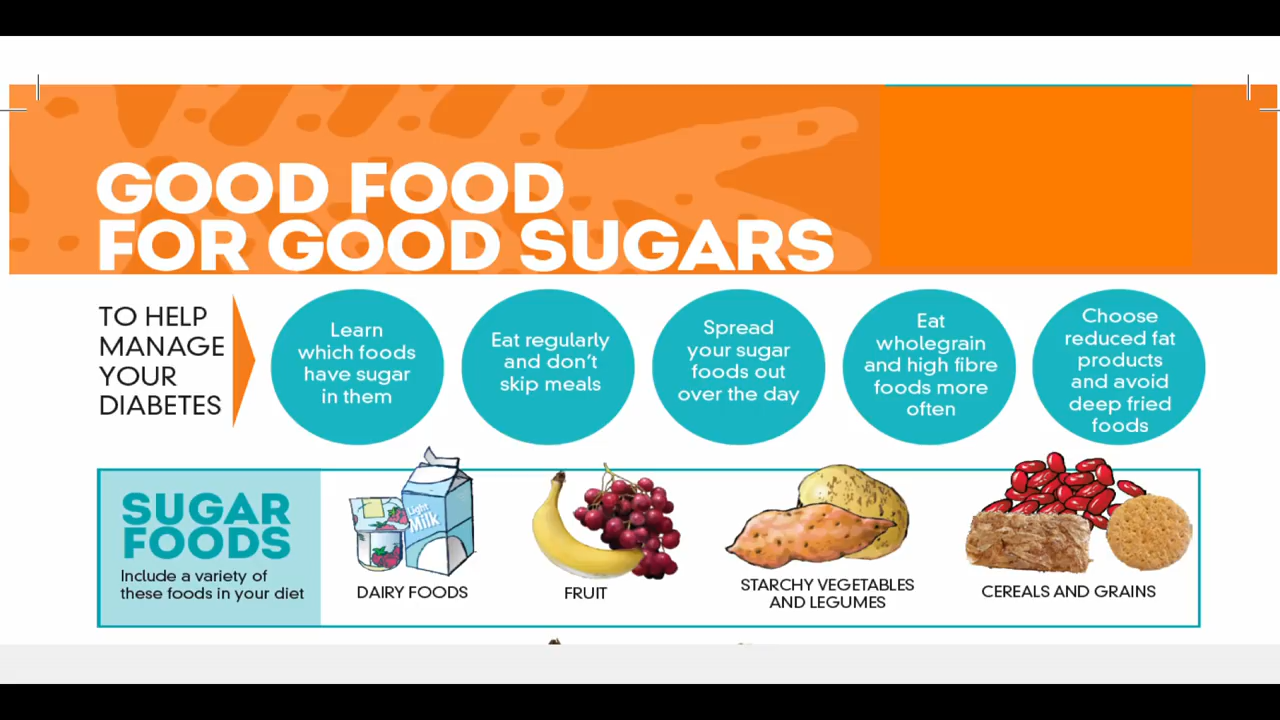 GOOD FOOD
FOR GOOD SUGARS
TO HELP
MANAGE
YOUR
DIABETES
Learn
which foods
have sugar
in them
Eat regularly
and don't
skip meals
Spread
your sugar
foods out
over the day
Eat
wholegrain
and high fibre
foods more
often
Choose
reduced fat
products
and avoid
deep fried
foods
SUGAR
FOODS
Include a variety of
these foods in your diet
Light
Milk
DAIRY FOODS
FRUIT
STARCHY VEGETABLES
AND LEGUMES
CEREALS AND GRAINS